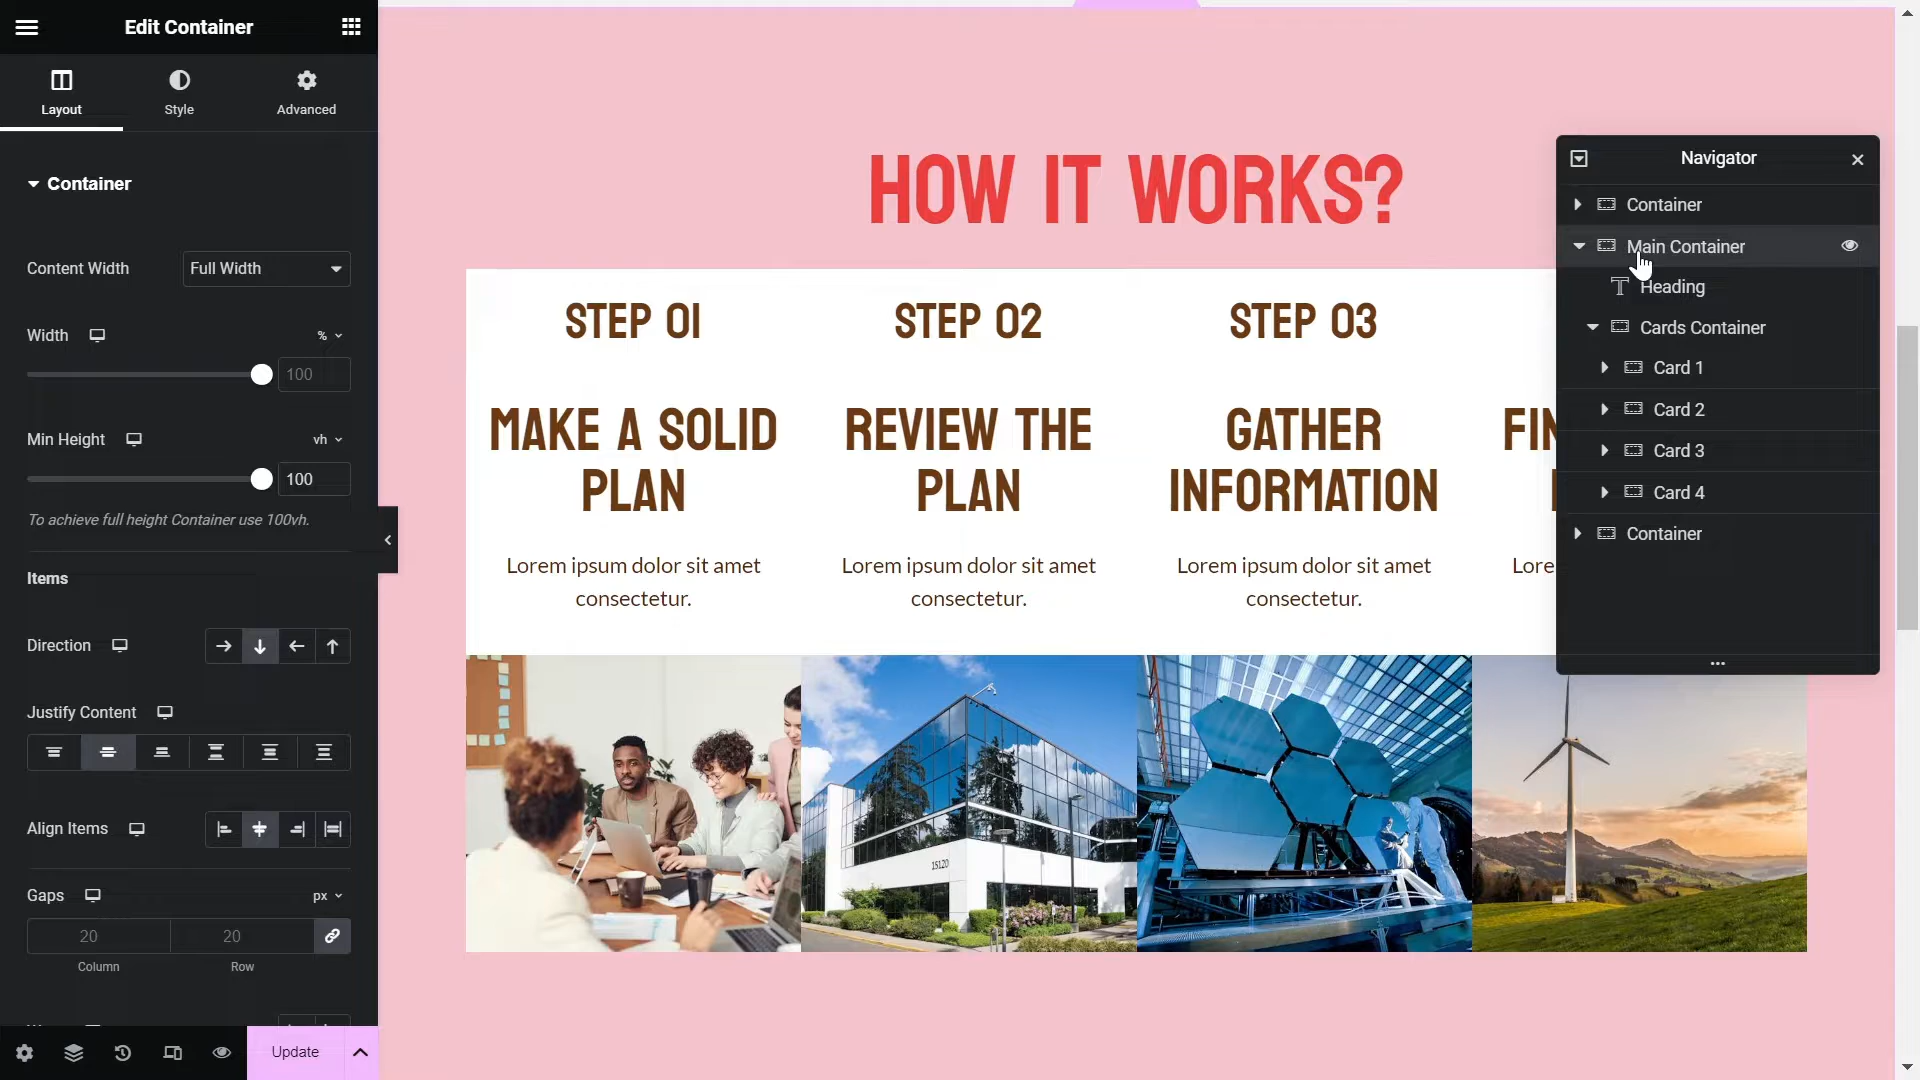 Edit Container
Layout
Style
Advanced
Container
Content Width
Full Width
Width
%
100
Min Height
vh
100
To achieve full height Container use 100vh.
Items
Direction
Justify Content
Align Items
Gaps
px
20
20
Column
Row
Update
HOW IT WORKS?
STEP 01
STEP 02
STEP 03
MAKE A SOLID
PLAN
REVIEW THE
PLAN
GATHER
INFORMATION
FIN
Lorem ipsum dolor sit amet
consectetur.
Lorem ipsum dolor sit amet
consectetur.
Lorem ipsum dolor sit amet
consectetur.
Lore
15120
Navigator
Container
Main Container
Heading
Cards Container
Card 1
Card 2
Card 3
Card 4
Container